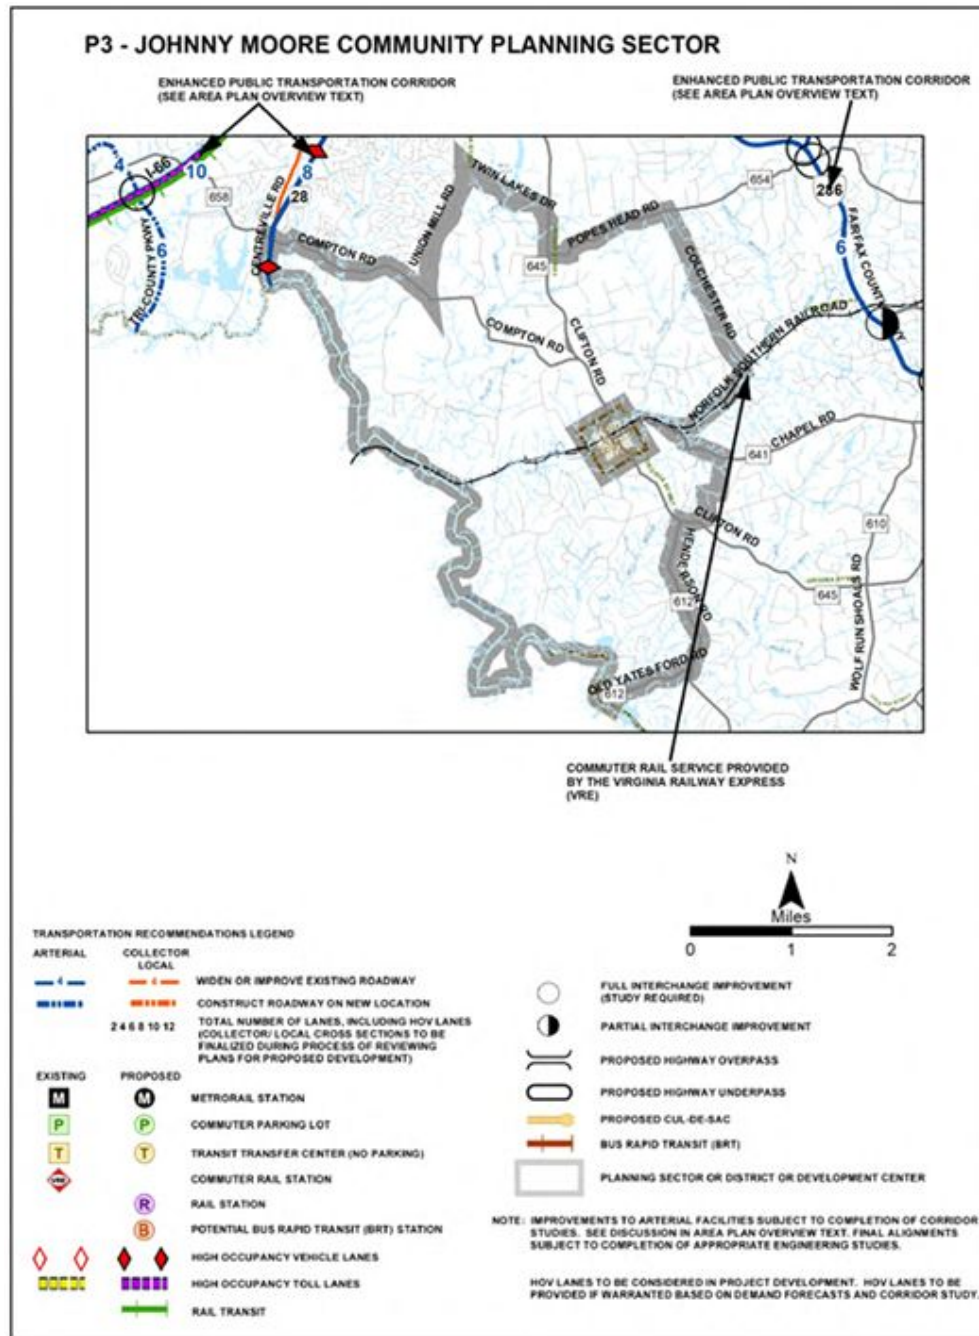 P3 - JOHNNY MOORE COMMUNITY PLANNING SECTOR
ENHANCED PUBLIC TRANSPORTATION CORRIDOR
(SEE AREA PLAN OVERVIEW TEXT)
ENHANCED PUBLIC TRANSPORTATION CORRIDOR
(SEE AREA PLAN OVERVIEW TEXT)
4
I-66
10
658
8
28
CENTREVILLE RD
TRI-COUNTY PKWY
6
COMPTON RD
UNION MILL RD
TWIN LAKES DR
645
POPES HEAD RD
654
286
FAIRFAX COUNTY
6
COLCHESTER RD
COMPTON RD
CLIFTON RD
NORFOLK SOUTHERN RAILROAD
CHAPEL RD
641
CLIFTON RD
610
HENDERSON RD
612
645
WOLF RUN SHOALS RD
OLD YATES FORD RD
612
COMMUTER RAIL SERVICE PROVIDED
BY THE VIRGINIA RAILWAY EXPRESS
(VRE)
N
Miles
0 1 2
TRANSPORTATION RECOMMENDATIONS LEGEND
ARTERIAL
COLLECTOR
LOCAL
4
4
WIDEN OR IMPROVE EXISTING ROADWAY
CONSTRUCT ROADWAY ON NEW LOCATION
2 4 6 8 10 12
TOTAL NUMBER OF LANES, INCLUDING HOV LANES
(COLLECTOR/ LOCAL CROSS SECTIONS TO BE
FINALIZED DURING PROCESS OF REVIEWING
PLANS FOR PROPOSED DEVELOPMENT)
EXISTING
PROPOSED
M
M
METRORAIL STATION
P
P
COMMUTER PARKING LOT
T
T
TRANSIT TRANSFER CENTER (NO PARKING)
VRE
COMMUTER RAIL STATION
R
RAIL STATION
B
POTENTIAL BUS RAPID TRANSIT (BRT) STATION
HIGH OCCUPANCY VEHICLE LANES
HIGH OCCUPANCY TOLL LANES
RAIL TRANSIT
FULL INTERCHANGE IMPROVEMENT
(STUDY REQUIRED)
PARTIAL INTERCHANGE IMPROVEMENT
PROPOSED HIGHWAY OVERPASS
PROPOSED HIGHWAY UNDERPASS
PROPOSED CUL-DE-SAC
BUS RAPID TRANSIT (BRT)
PLANNING SECTOR OR DISTRICT OR DEVELOPMENT CENTER
NOTE: IMPROVEMENTS TO ARTERIAL FACILITIES SUBJECT TO COMPLETION OF CORRIDOR
STUDIES. SEE DISCUSSION IN AREA PLAN OVERVIEW TEXT. FINAL ALIGNMENTS
SUBJECT TO COMPLETION OF APPROPRIATE ENGINEERING STUDIES.
HOV LANES TO BE CONSIDERED IN PROJECT DEVELOPMENT. HOV LANES TO BE
PROVIDED IF WARRANTED BASED ON DEMAND FORECASTS AND CORRIDOR STUDY.